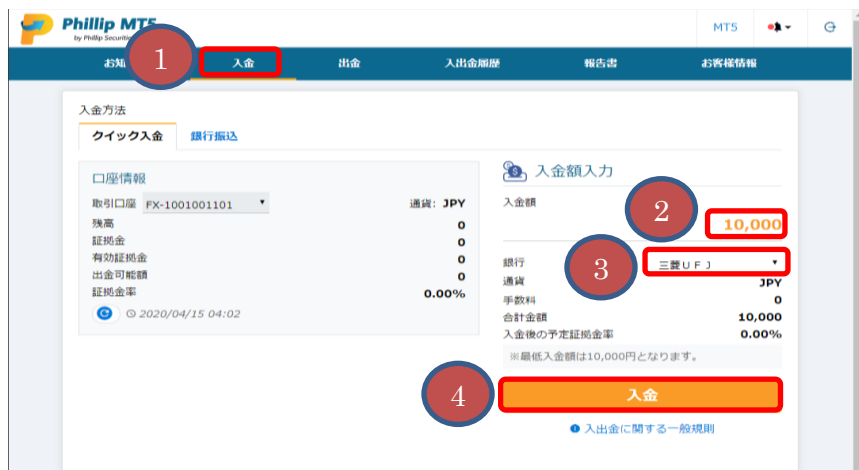 Phillip MT5
by Phillip Securities
MT5
1
入金
出金
入出金履歴
報告書
お客様情報
入金方法
クイック入金
銀行振込
口座情報
取引口座 FX-1001001101
通貨: JPY
残高 0
証拠金 0
有効証拠金 0
出金可能額 0
証拠金率 0.00%
2020/04/15 04:02
入金額入力
入金額
2
10,000
3
銀行 三菱UFJ
通貨 JPY
手数料 0
合計金額 10,000
入金後の予定証拠金率 0.00%
※最低入金額は10,000円となります。
4
入金
入出金に関する一般規則